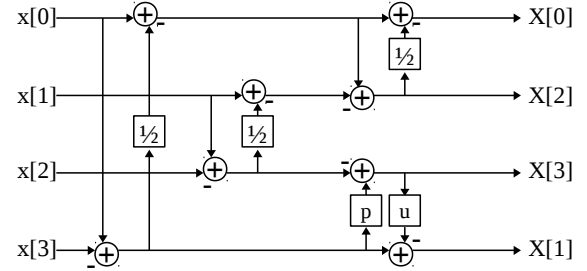 x[0] + - + - X[0]
½
x[1] + - - + X[2]
½ ½
x[2] - + - + X[3]
p u
x[3] - + + - X[1]